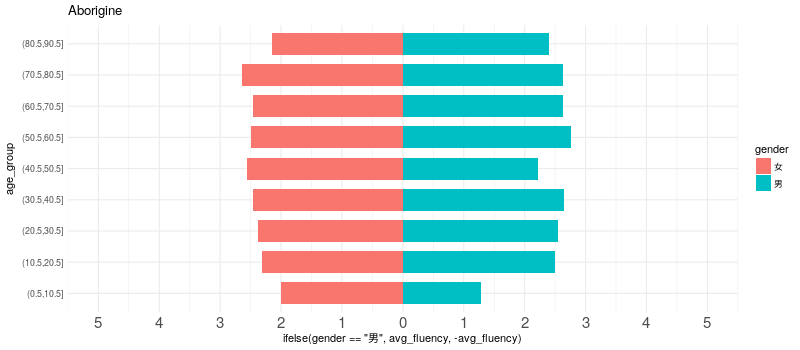 Aborigine
(80.5,90.5]
(70.5,80.5]
(60.5,70.5]
(50.5,60.5]
(40.5,50.5]
(30.5,40.5]
(20.5,30.5]
(10.5,20.5]
(0.5,10.5]
age_group
5 4 3 2 1 0 1 2 3 4 5
ifelse(gender == "男", avg_fluency, -avg_fluency)
gender
女
男